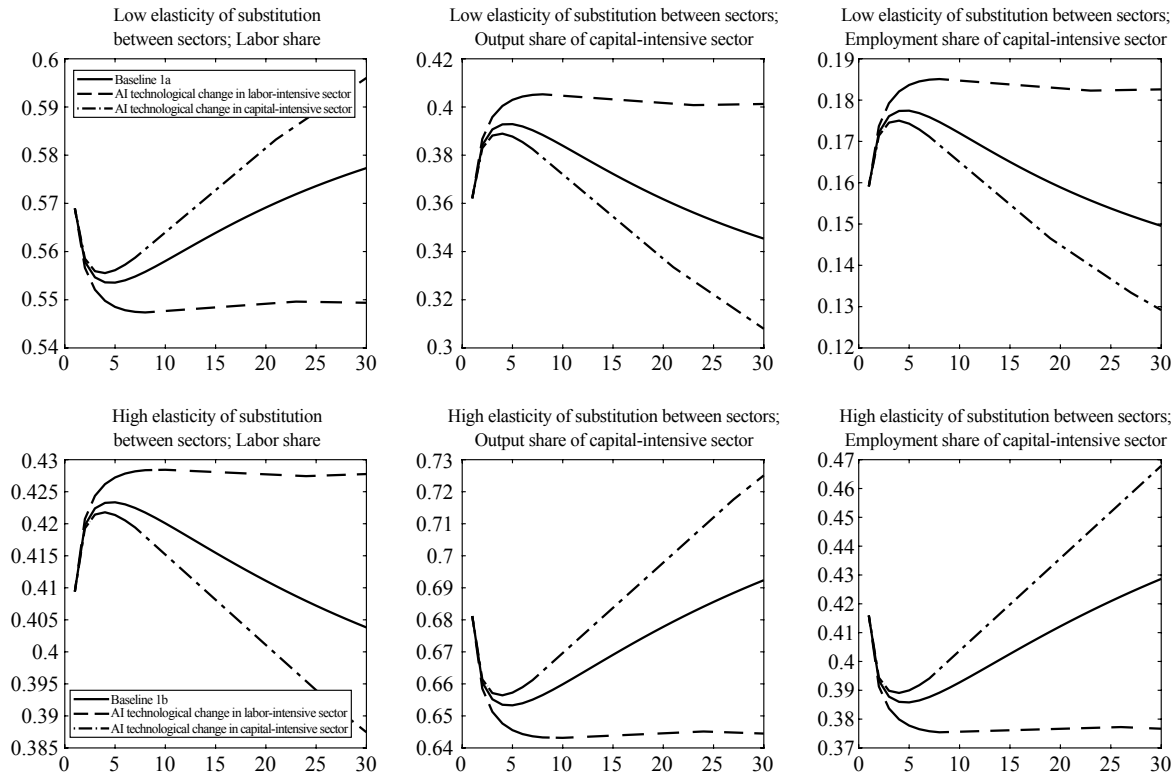 Low elasticity of substitution
between sectors; Labor share
0.6
0.59
0.58
0.57
0.56
0.55
0.54
0 5 10 15 20 25 30
Baseline 1a
AI technological change in labor-intensive sector
AI technological change in capital-intensive sector
Low elasticity of substitution between sectors;
Output share of capital-intensive sector
0.42
0.4
0.38
0.36
0.34
0.32
0.3
0 5 10 15 20 25 30
Low elasticity of substitution between sectors;
Employment share of capital-intensive sector
0.19
0.18
0.17
0.16
0.15
0.14
0.13
0.12
0 5 10 15 20 25 30
High elasticity of substitution
between sectors; Labor share
0.43
0.425
0.42
0.415
0.41
0.405
0.4
0.395
0.39
0.385
0 5 10 15 20 25 30
Baseline 1b
AI technological change in labor-intensive sector
AI technological change in capital-intensive sector
High elasticity of substitution between sectors;
Output share of capital-intensive sector
0.73
0.72
0.71
0.7
0.69
0.68
0.67
0.66
0.65
0.64
0 5 10 15 20 25 30
High elasticity of substitution between sectors;
Employment share of capital-intensive sector
0.47
0.46
0.45
0.44
0.43
0.42
0.41
0.4
0.39
0.38
0.37
0 5 10 15 20 25 30